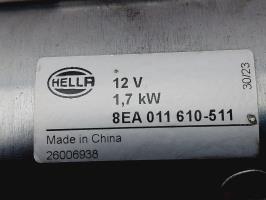 HELLA
12 V
1,7 kW
8EA 011 610-511
30/23
Made in China
26006938